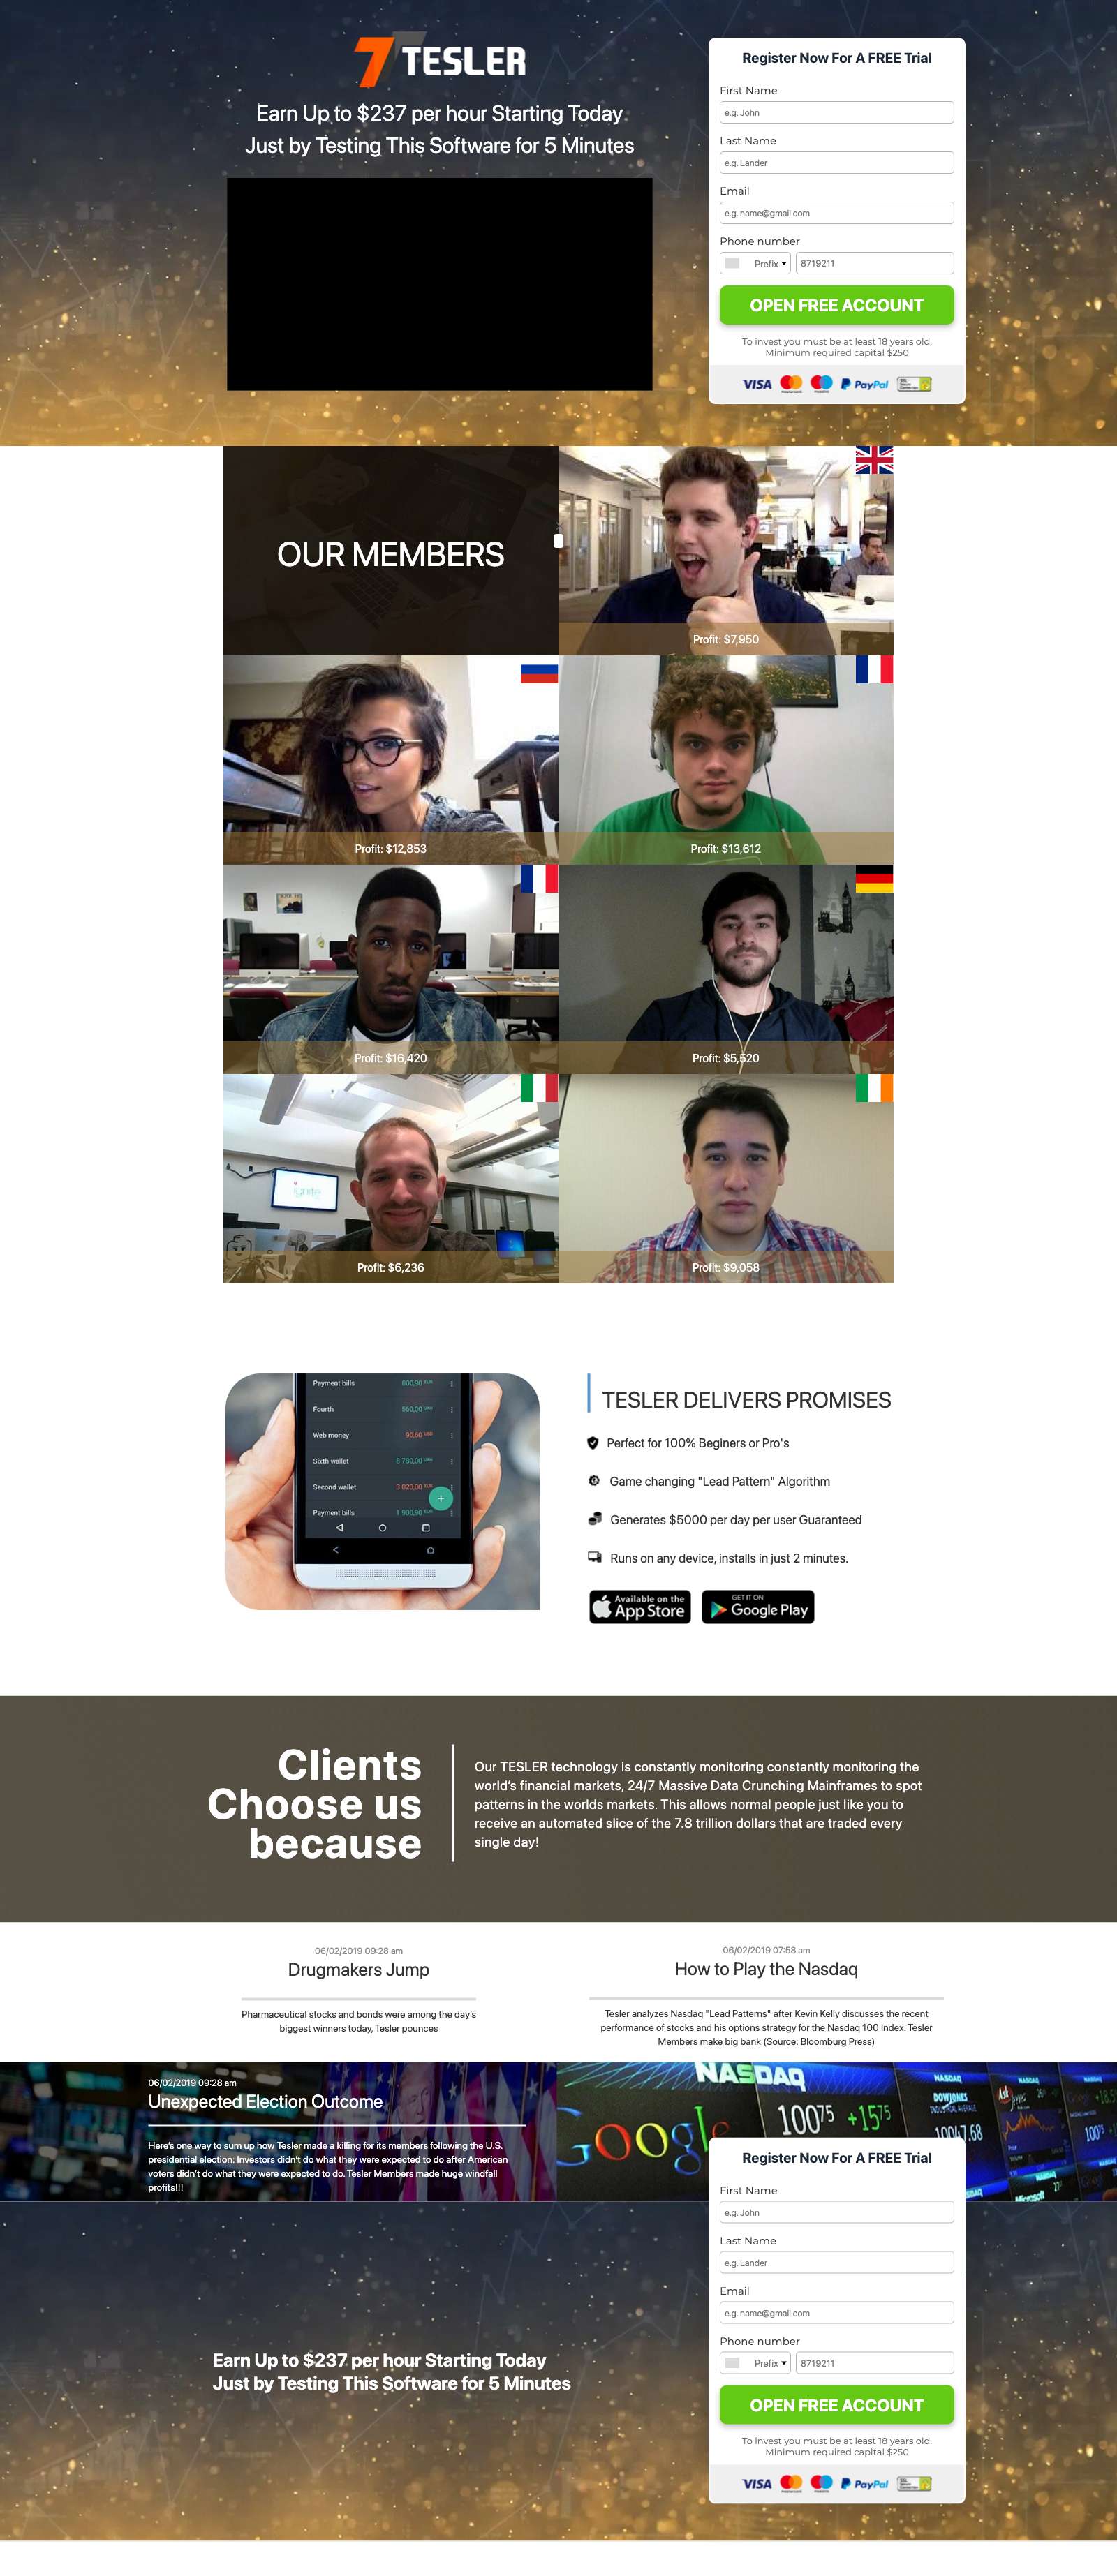 TESLER
Earn Up to $237 per hour Starting Today
Just by Testing This Software for 5 Minutes
Register Now For A FREE Trial
First Name
e.g. John
Last Name
e.g. Lander
Email
e.g. name@gmail.com
Phone number
Prefix
8719211
OPEN FREE ACCOUNT
To invest you must be at least 18 years old.
Minimum required capital $250
VISA
PayPal
OUR MEMBERS
Profit: $7,950
Profit: $12,853
Profit: $13,612
Profit: $16,420
Profit: $5,520
Profit: $6,236
Profit: $9,058
Payment bills 800,90
Fourth 560,00
Web money 90,60
Sixth wallet 8 780,00
Second wallet 3 020,00
Payment bills 1 900,90
TESLER DELIVERS PROMISES
Perfect for 100% Beginers or Pro's
Game changing "Lead Pattern" Algorithm
Generates $5000 per day per user Guaranteed
Runs on any device, installs in just 2 minutes.
Available on the
App Store
GET IT ON
Google Play
Clients
Choose us
because
Our TESLER technology is constantly monitoring constantly monitoring the
world's financial markets, 24/7 Massive Data Crunching Mainframes to spot
patterns in the worlds markets. This allows normal people just like you to
receive an automated slice of the 7.8 trillion dollars that are traded every
single day!
06/02/2019 09:28 am
Drugmakers Jump
Pharmaceutical stocks and bonds were among the day's
biggest winners today, Tesler pounces
06/02/2019 07:58 am
How to Play the Nasdaq
Tesler analyzes Nasdaq "Lead Patterns" after Kevin Kelly discusses the recent
performance of stocks and his options strategy for the Nasdaq 100 Index. Tesler
Members make big bank (Source: Bloomburg Press)
06/02/2019 09:28 am
Unexpected Election Outcome
Here's one way to sum up how Tesler made a killing for its members following the U.S.
presidential election: Investors didn't do what they were expected to do after American
voters didn't do what they were expected to do. Tesler Members made huge windfall
profits!!!
NASDAQ
Google
10075 +1575
NASDAQ
DOWJONES
NASDAQ
Microsoft
Register Now For A FREE Trial
First Name
e.g. John
Last Name
e.g. Lander
Email
e.g. name@gmail.com
Phone number
Prefix
8719211
Earn Up to $237 per hour Starting Today
Just by Testing This Software for 5 Minutes
OPEN FREE ACCOUNT
To invest you must be at least 18 years old.
Minimum required capital $250
VISA
PayPal